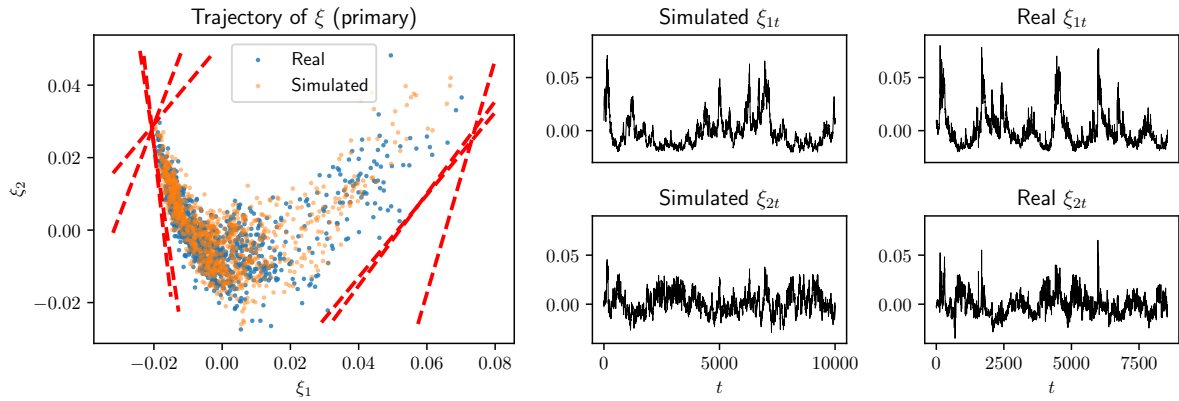 Trajectory of ξ (primary)
Real
Simulated
0.04
0.02
0.00
−0.02
ξ₂
−0.02
0.00
0.02
0.04
0.06
0.08
ξ₁
Simulated ξ₁ₜ
0.05
0.00
Real ξ₁ₜ
0.05
0.00
Simulated ξ₂ₜ
0.05
0.00
0
5000
10000
t
Real ξ₂ₜ
0.05
0.00
0
2500
5000
7500
t